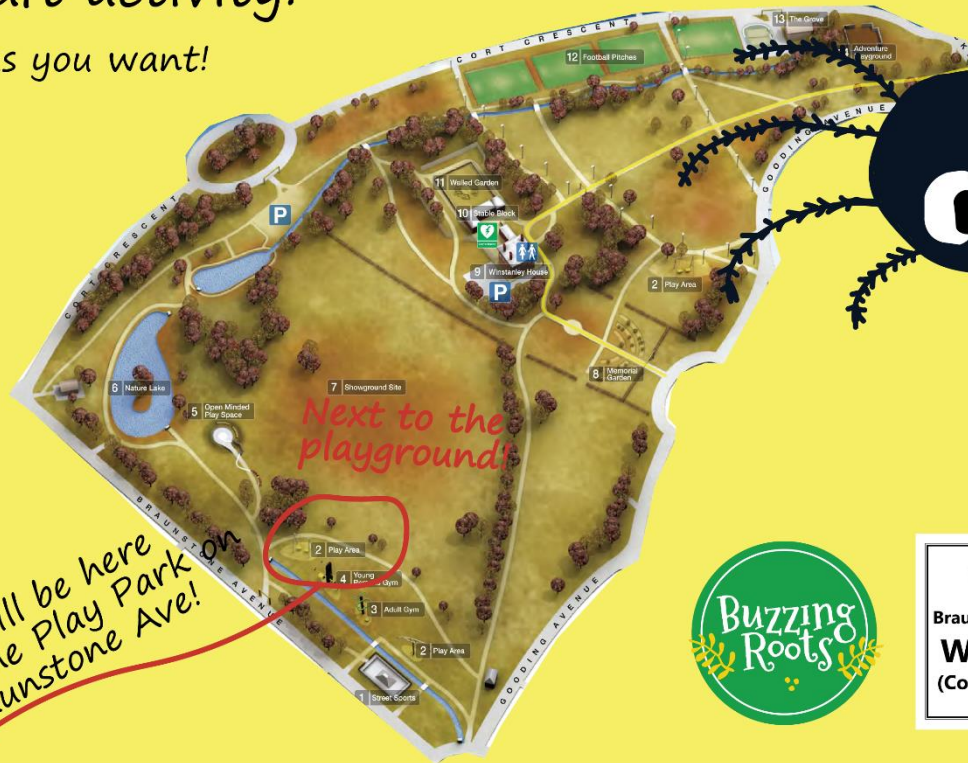 s you want!
CORT CRESCENT
13 The Grove
12 Football Pitches
Adventure
Playground
GOODING AVENUE
11 Walled Garden
10 Stable Block
P
9 Winstanley House
P
2 Play Area
CORT CRESCENT
8 Memorial
Garden
6 Nature Lake
7 Showground Site
5 Open Minded
Play Space
Next to the
playground!
BRAUNSTONE AVENUE
2 Play Area
4 Young
Gym
3 Adult Gym
2 Play Area
1 Street Sports
GOODING AVENUE
ll be here
Play Park on
unstone Ave!
Buzzing
Roots
Brau
W
(Co